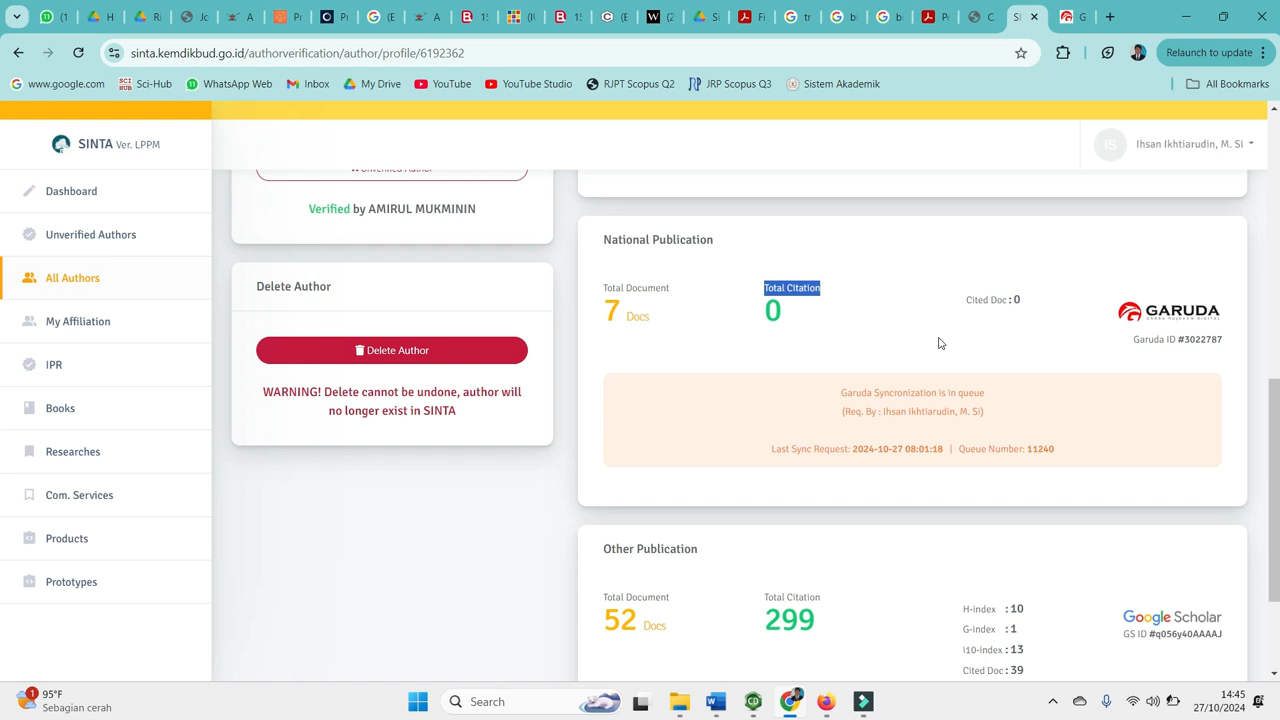 sinta.kemdikbud.go.id/authorverification/author/profile/6192362
Relaunch to update
www.google.com
Sci-Hub
WhatsApp Web
Inbox
My Drive
YouTube
YouTube Studio
RJPT Scopus Q2
JRP Scopus Q3
Sistem Akademik
All Bookmarks
SINTA Ver. LPPM
IS
Ihsan Ikhtiarudin, M. Si
Dashboard
Unverified Authors
All Authors
My Affiliation
IPR
Books
Researches
Com. Services
Products
Prototypes
Verified by AMIRUL MUKMININ
Delete Author
Delete Author
WARNING! Delete cannot be undone, author will
no longer exist in SINTA
National Publication
Total Document
7 Docs
Total Citation
0
Cited Doc : 0
GARUDA
Garuda ID #3022787
Garuda Syncronization is in queue
(Req. By : Ihsan Ikhtiarudin, M. Si)
Last Sync Request: 2024-10-27 08:01:18 | Queue Number: 11240
Other Publication
Total Document
52 Docs
Total Citation
299
H-index : 10
G-index : 1
i10-index : 13
Cited Doc : 39
Google Scholar
GS ID #q056y40AAAAJ
1
95°F
Sebagian cerah
Search
14:45
27/10/2024